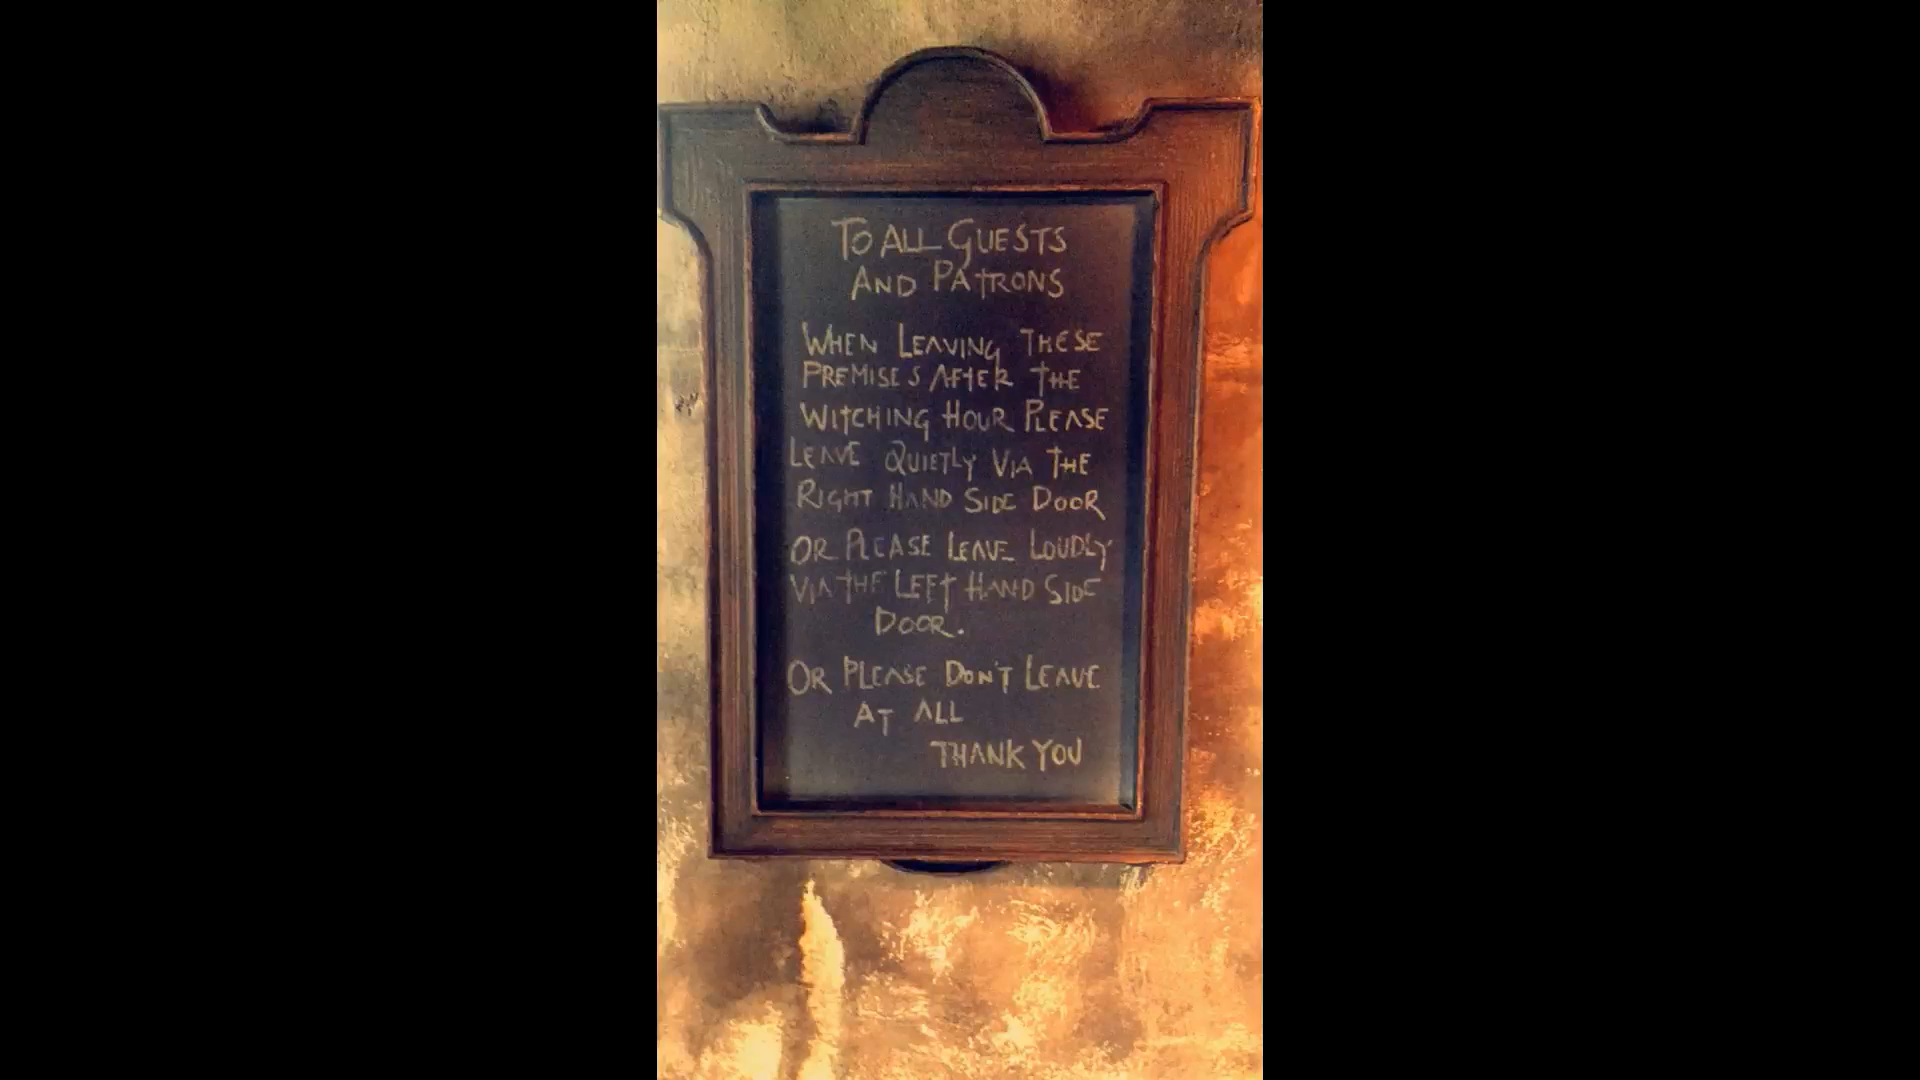 TO ALL GUESTS
AND PATRONS
WHEN LEAVING THESE
PREMISES AFTER THE
WITCHING HOUR PLEASE
LEAVE QUIETLY VIA THE
RIGHT HAND SIDE DOOR
OR PLEASE LEAVE LOUDLY
VIA THE LEFT HAND SIDE
DOOR.
OR PLEASE DON'T LEAVE
AT ALL
THANK YOU